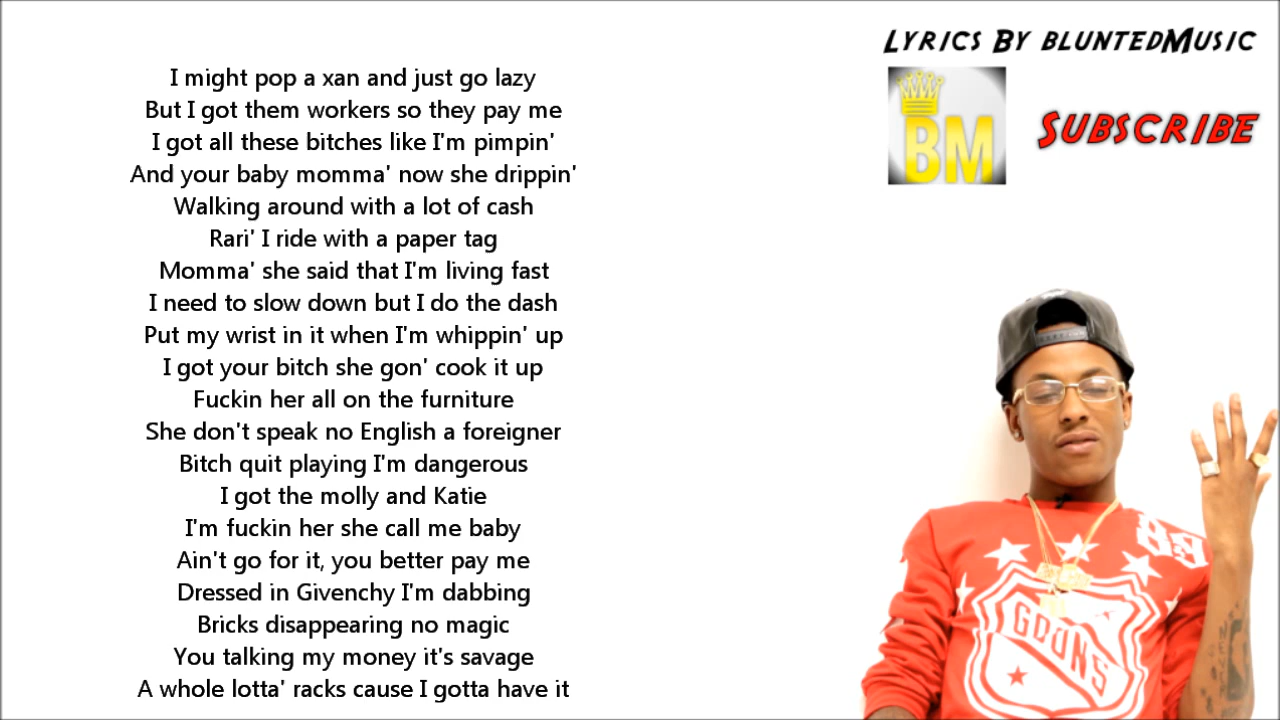 Lyrics By bluntedMusic
BM
Subscribe
I might pop a xan and just go lazy
But I got them workers so they pay me
I got all these bitches like I'm pimpin'
And your baby momma' now she drippin'
Walking around with a lot of cash
Rari' I ride with a paper tag
Momma' she said that I'm living fast
I need to slow down but I do the dash
Put my wrist in it when I'm whippin' up
I got your bitch she gon' cook it up
Fuckin her all on the furniture
She don't speak no English a foreigner
Bitch quit playing I'm dangerous
I got the molly and Katie
I'm fuckin her she call me baby
Ain't go for it, you better pay me
Dressed in Givenchy I'm dabbing
Bricks disappearing no magic
You talking my money it's savage
A whole lotta' racks cause I gotta have it
GOONS